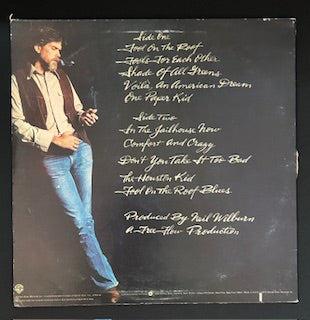 Side One
Fool On The Roof
Fools For Each Other
Shade Of All Greens
Voila, An American Dream
One Paper Kid
Side Two
In The Jailhouse Now
Comfort And Crazy
Don't You Take It Too Bad
The Houston Kid
Fool On The Roof Blues
Produced By Neil Wilburn
A Free Flow Production